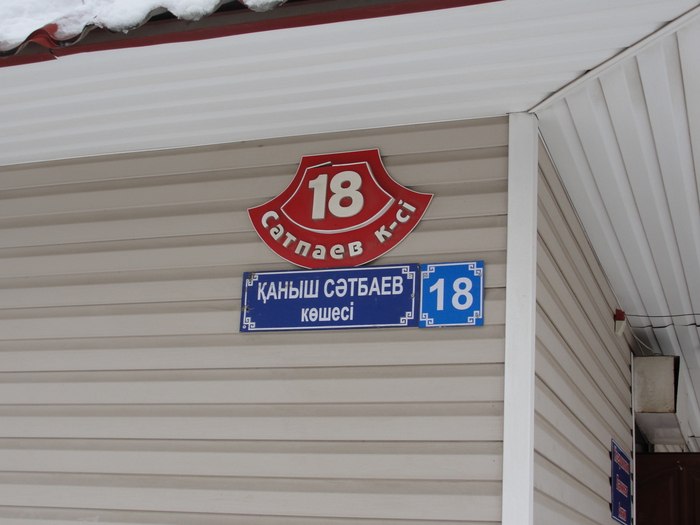 18
Сәтпаев к-сі
ҚАНЫШ СӘТБАЕВ
көшесі
18